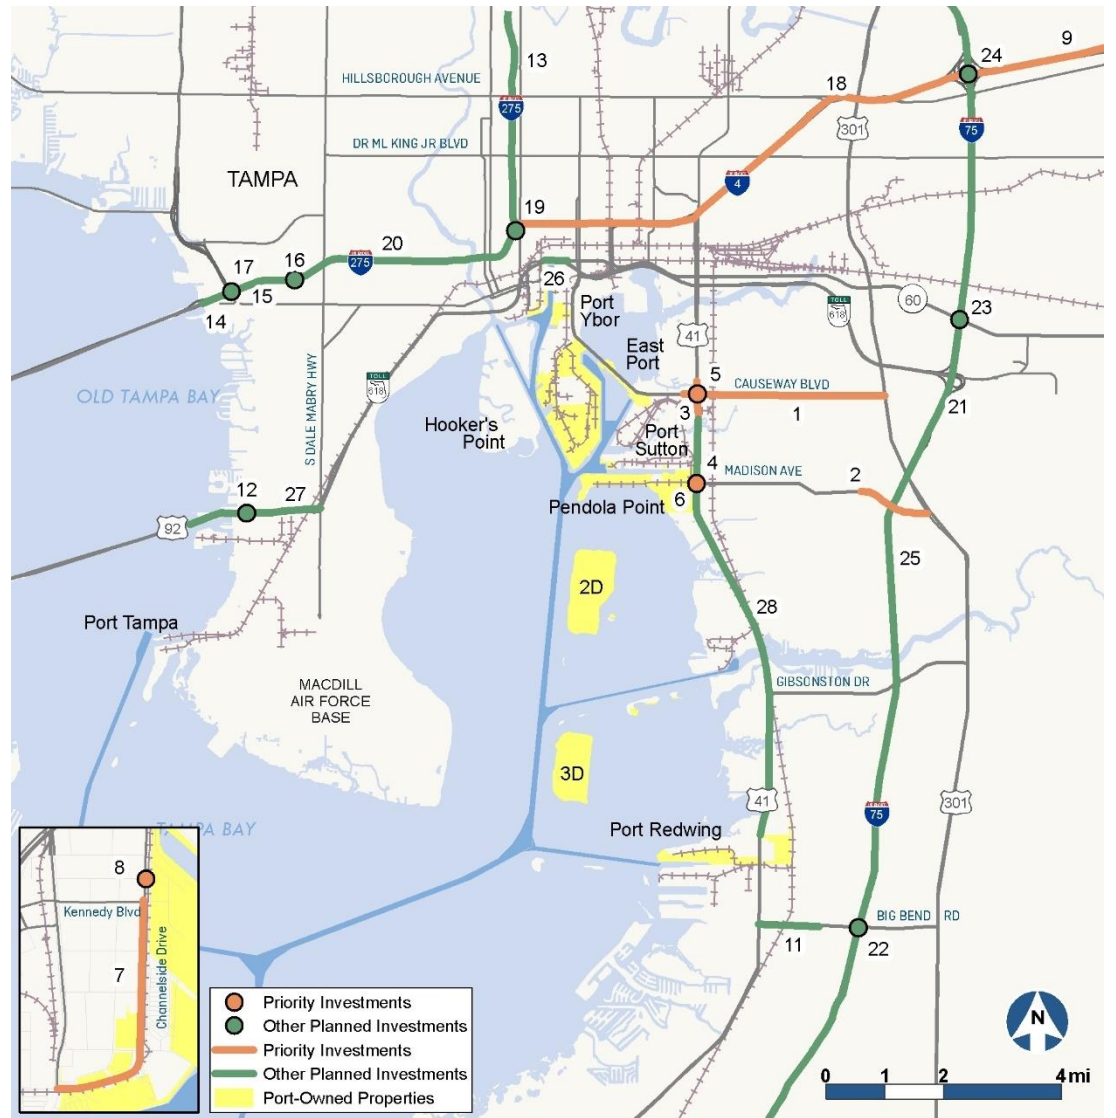 9
24
13
HILLSBOROUGH AVENUE
18
275
301
75
DR ML KING JR BLVD
TAMPA
4
19
20
16
275
17
15
14
26
Port
Ybor
60
TOLL
618
23
41
East
Port
OLD TAMPA BAY
S DALE MABRY HWY
TOLL
618
5
CAUSEWAY BLVD
3
1
21
Hooker's
Point
Port
Sutton
4
MADISON AVE
2
12
27
6
92
Pendola Point
25
2D
28
Port Tampa
GIBSONSTON DR
MACDILL
AIR FORCE
BASE
3D
41
301
75
TAMPA BAY
Port Redwing
8
Kennedy Blvd
7
Channelside Drive
BIG BEND RD
11
22
Priority Investments
Other Planned Investments
Priority Investments
Other Planned Investments
Port-Owned Properties
N
0 1 2 4 mi